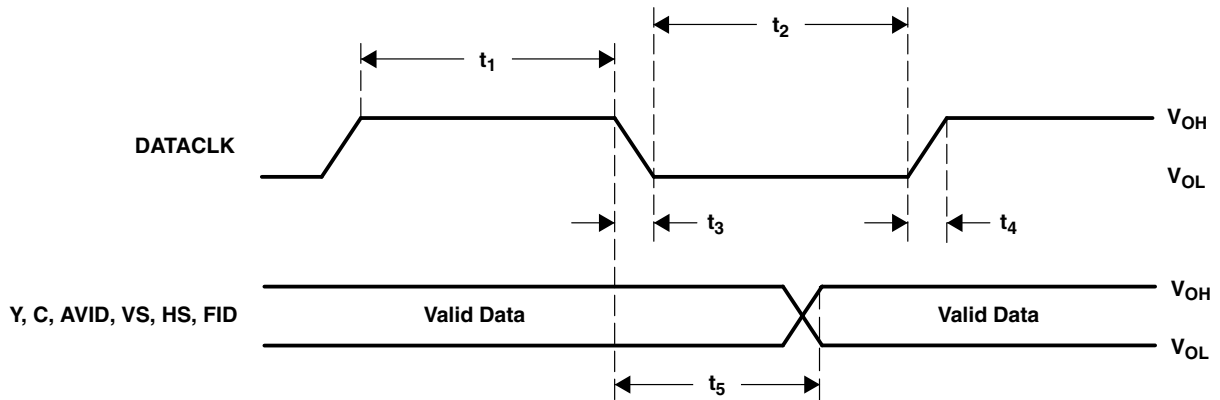 t2
t1
VOH
DATACLK
VOL
t3
t4
VOH
Y, C, AVID, VS, HS, FID
Valid Data
Valid Data
VOL
t5